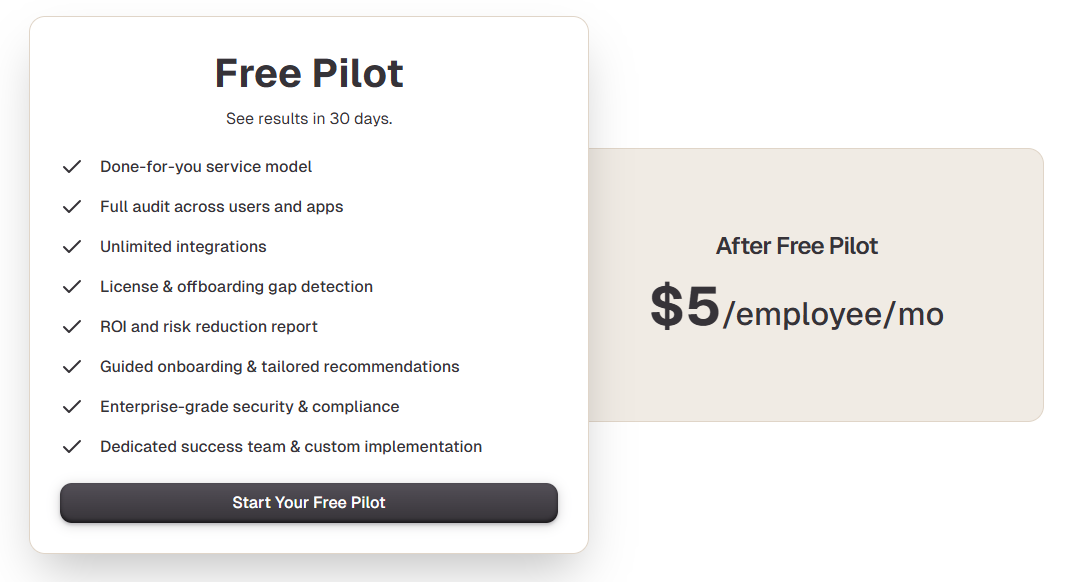 Free Pilot
See results in 30 days.
Done-for-you service model
Full audit across users and apps
Unlimited integrations
License & offboarding gap detection
ROI and risk reduction report
Guided onboarding & tailored recommendations
Enterprise-grade security & compliance
Dedicated success team & custom implementation
Start Your Free Pilot
After Free Pilot
$5/employee/mo